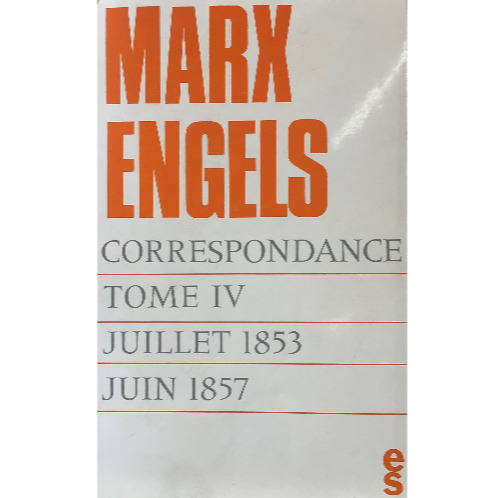 MARX
ENGELS
CORRESPONDANCE
TOME IV
JUILLET 1853
JUIN 1857
es